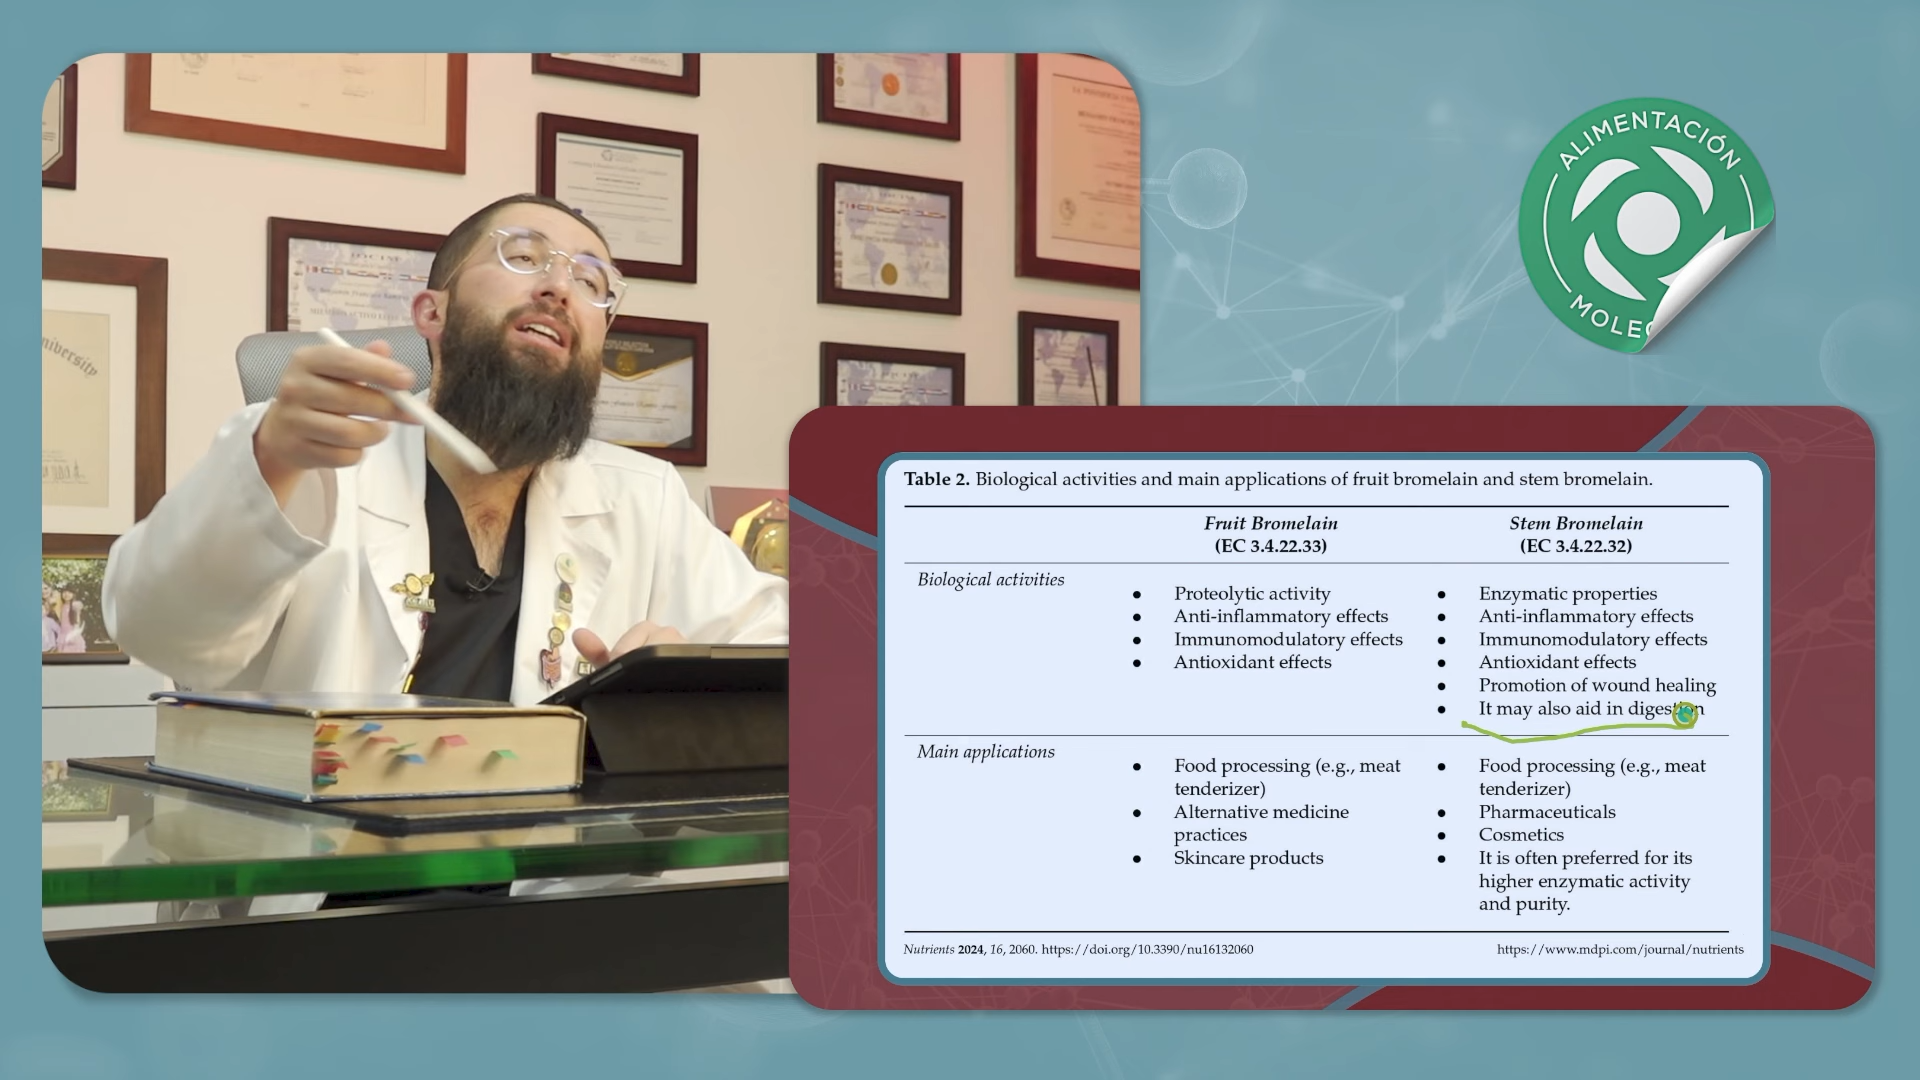 ALIMENTACIÓN
MOLEC
university
Table 2. Biological activities and main applications of fruit bromelain and stem bromelain.
Fruit Bromelain
(EC 3.4.22.33)
Stem Bromelain
(EC 3.4.22.32)
Biological activities
• Proteolytic activity
• Anti-inflammatory effects
• Immunomodulatory effects
• Antioxidant effects
• Enzymatic properties
• Anti-inflammatory effects
• Immunomodulatory effects
• Antioxidant effects
• Promotion of wound healing
• It may also aid in digestion
Main applications
• Food processing (e.g., meat
tenderizer)
• Alternative medicine
practices
• Skincare products
• Food processing (e.g., meat
tenderizer)
• Pharmaceuticals
• Cosmetics
• It is often preferred for its
higher enzymatic activity
and purity.
Nutrients 2024, 16, 2060. https://doi.org/10.3390/nu16132060
https://www.mdpi.com/journal/nutrients